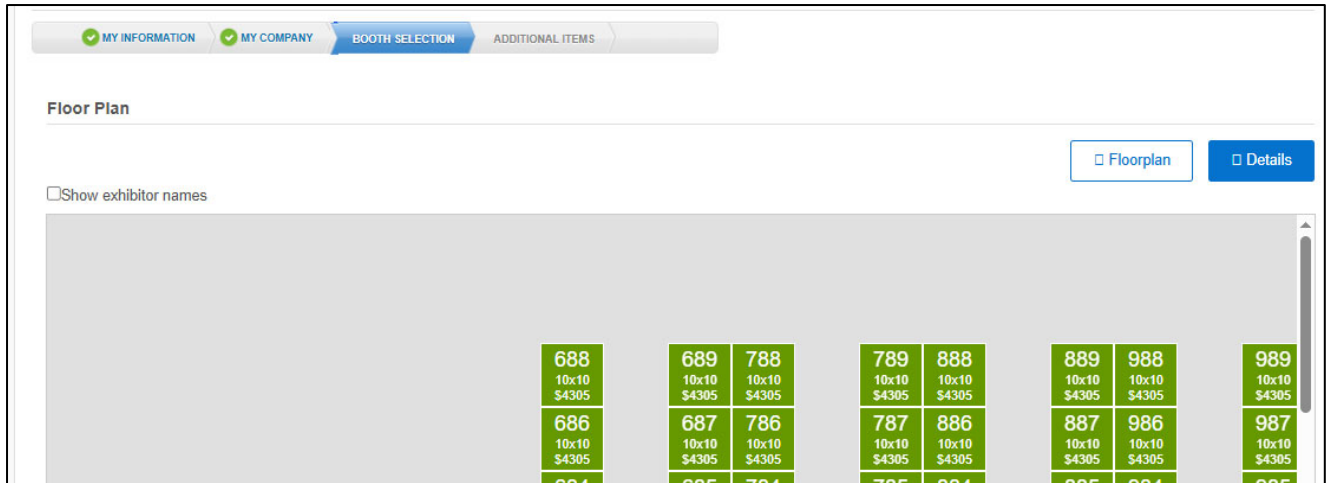 MY INFORMATION MY COMPANY BOOTH SELECTION ADDITIONAL ITEMS
Floor Plan
Floorplan Details
Show exhibitor names
688 689 788 789 888 889 988 989
10x10 10x10 10x10 10x10 10x10 10x10 10x10 10x10
$4305 $4305 $4305 $4305 $4305 $4305 $4305 $4305
686 687 786 787 886 887 986 987
10x10 10x10 10x10 10x10 10x10 10x10 10x10 10x10
$4305 $4305 $4305 $4305 $4305 $4305 $4305 $4305